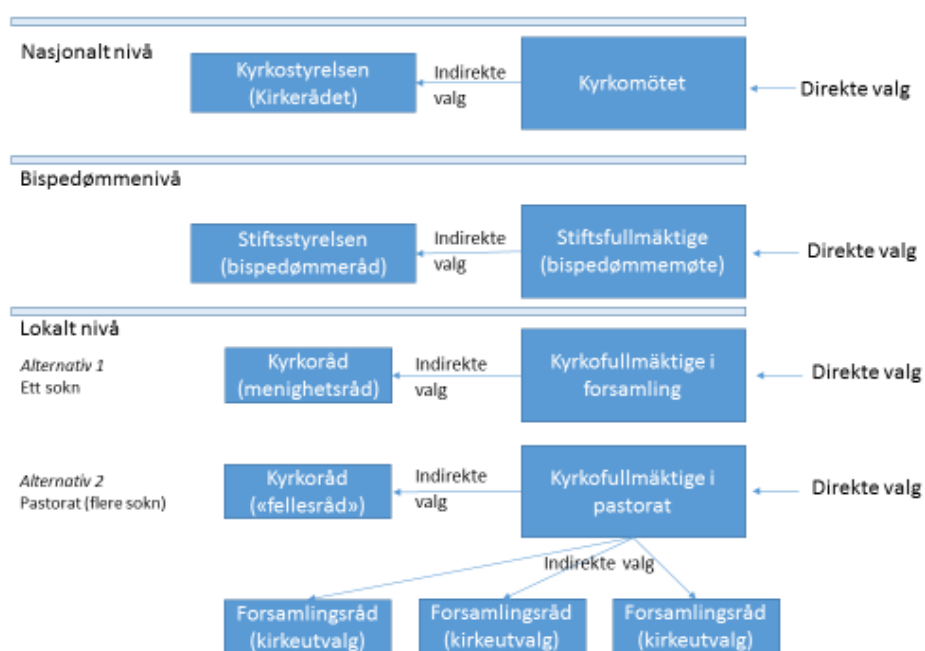 Nasjonalt nivå
Kyrkostyrelsen
(Kirkerådet)
Indirekte
valg
Kyrkomötet
Direkte valg
Bispedømmenivå
Stiftsstyrelsen
(bispedømmeråd)
Indirekte
valg
Stiftsfullmäktige
(bispedømmemøte)
Direkte valg
Lokalt nivå
Alternativ 1
Ett sokn
Kyrkoråd
(menighetsråd)
Indirekte
valg
Kyrkofullmäktige i
forsamling
Direkte valg
Alternativ 2
Pastorat (flere sokn)
Kyrkoråd
(«fellesråd»)
Indirekte
valg
Kyrkofullmäktige i
pastorat
Direkte valg
Indirekte valg
Forsamlingsråd
(kirkeutvalg)
Forsamlingsråd
(kirkeutvalg)
Forsamlingsråd
(kirkeutvalg)